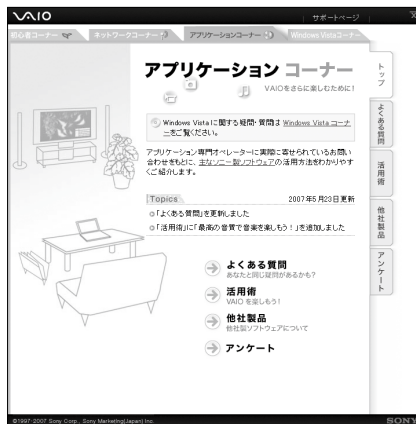 VAIO
サポートページ
初心者コーナー
ネットワークコーナー
アプリケーションコーナー
Windows Vistaコーナー
アプリケーション コーナー
VAIOをさらに楽しむために!
Windows Vista に関する疑問・質問は Windows Vista コーナ
ーをご覧ください。
アプリケーション専門オペレーターに実際に寄せられているお問い
合わせをもとに、主なソニー製ソフトウェアの活用方法をわかりやす
くご紹介します。
Topics
2007年5月23日更新
「よくある質問」を更新しました
「活用術」に「最高の音質で音楽を楽しもう!」を追加しました
よくある質問
あなたと同じ疑問があるかも?
活用術
VAIO を楽しもう!
他社製品
他社製ソフトウェアについて
アンケート
トップ
よくある質問
活用術
他社製品
アンケート
©1997-2007 Sony Corp., Sony Marketing(Japan) Inc.
SONY